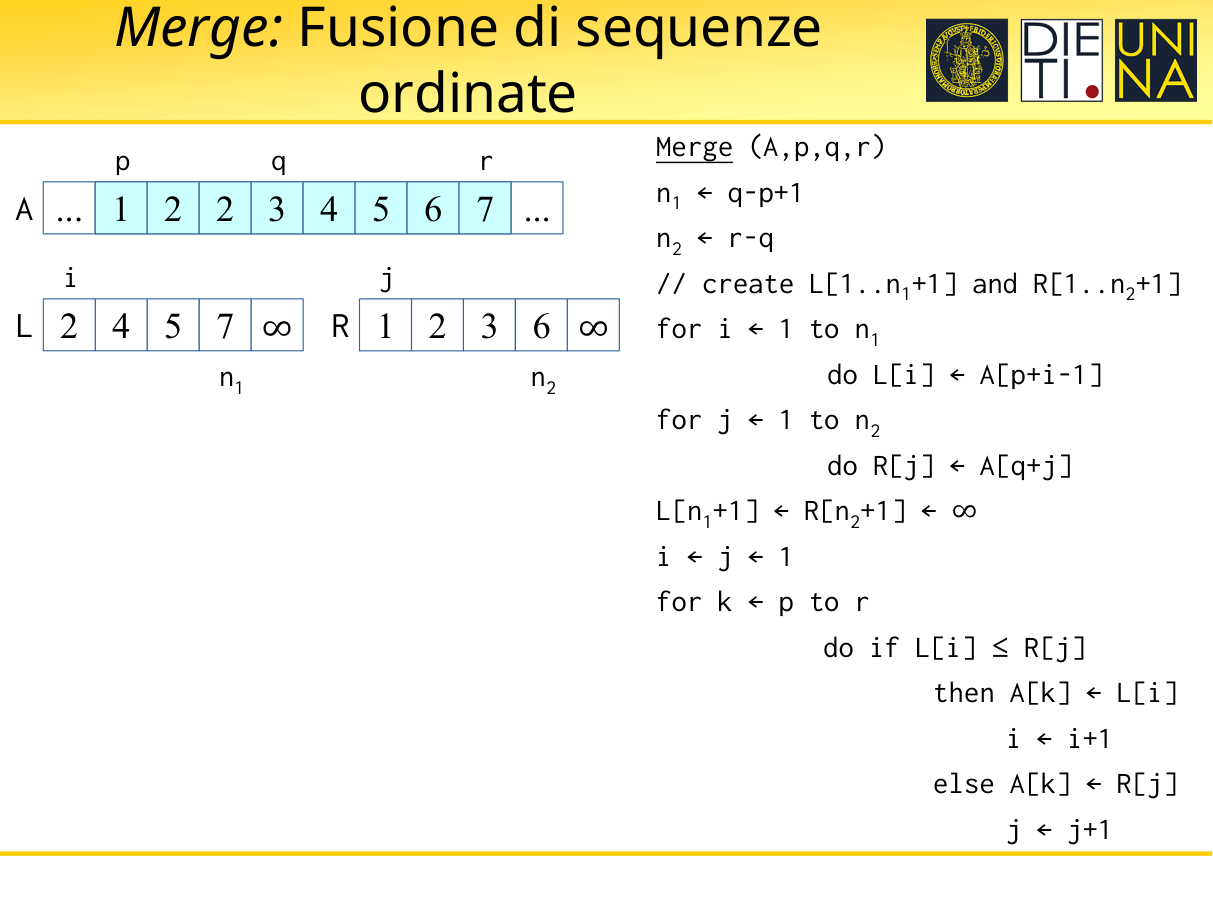 Merge: Fusione di sequenze
ordinate
DIE
TI.
UNI
NA
p q r
A ... 1 2 2 3 4 5 6 7 ...
i j
L 2 4 5 7 ∞ R 1 2 3 6 ∞
n1 n2
Merge (A,p,q,r)
n1 ← q-p+1
n2 ← r-q
// create L[1..n1+1] and R[1..n2+1]
for i ← 1 to n1
do L[i] ← A[p+i-1]
for j ← 1 to n2
do R[j] ← A[q+j]
L[n1+1] ← R[n2+1] ← ∞
i ← j ← 1
for k ← p to r
do if L[i] ≤ R[j]
then A[k] ← L[i]
i ← i+1
else A[k] ← R[j]
j ← j+1